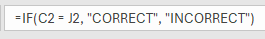 =IF(C2 = J2, "CORRECT", "INCORRECT")